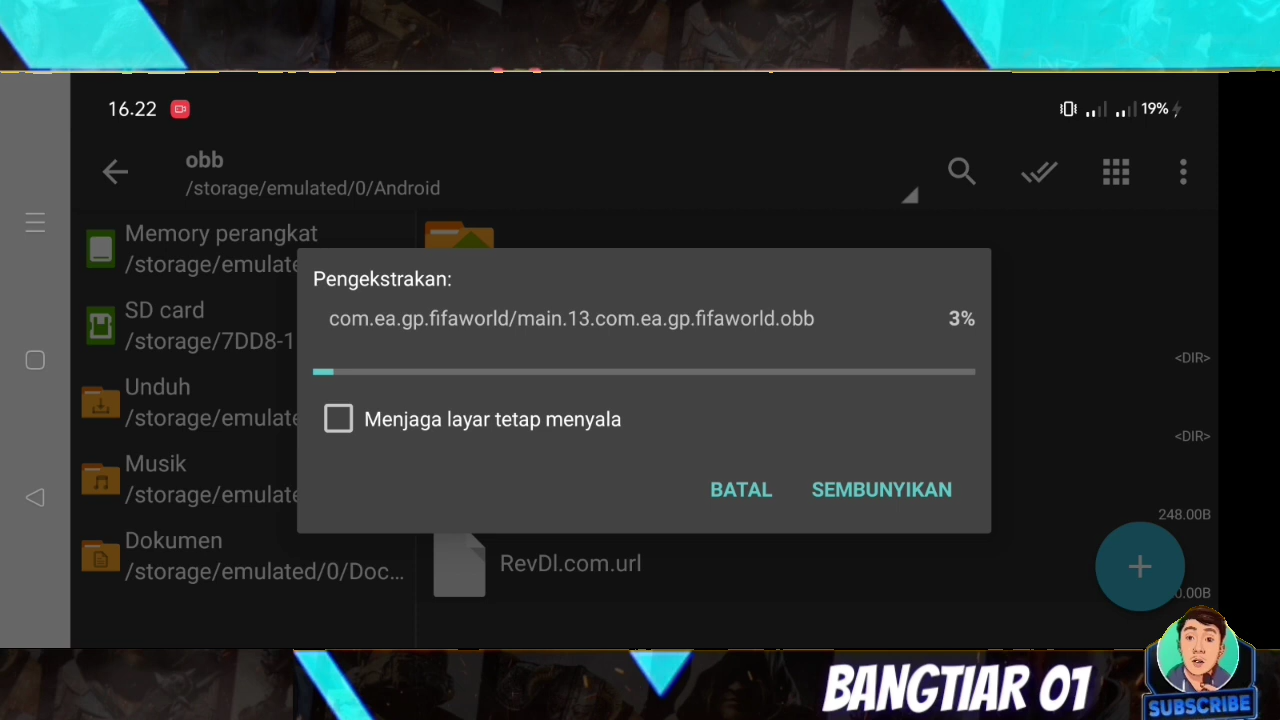 16.22
19%
obb
/storage/emulated/0/Android
Memory perangkat
/storage/emulate
SD card
/storage/7DD8-1
Unduh
/storage/emulate
Musik
/storage/emulate
Dokumen
/storage/emulated/0/Doc...
Pengekstrakan:
com.ea.gp.fifaworld/main.13.com.ea.gp.fifaworld.obb
3%
Menjaga layar tetap menyala
BATAL
SEMBUNYIKAN
<DIR>
<DIR>
248.00B
RevDl.com.url
0.00B
BANGTIAR 01
SUBSCRIBE